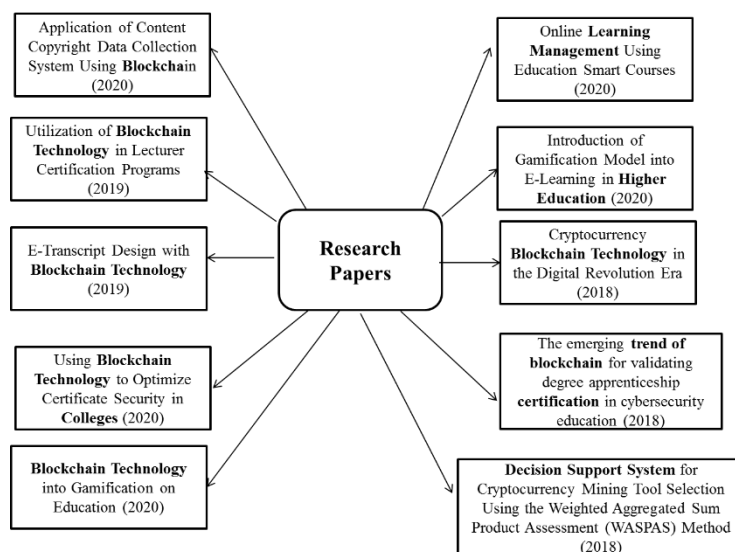 Application of Content
Copyright Data Collection
System Using Blockchain
(2020)
Utilization of Blockchain
Technology in Lecturer
Certification Programs
(2019)
E-Transcript Design with
Blockchain Technology
(2019)
Using Blockchain
Technology to Optimize
Certificate Security in
Colleges (2020)
Blockchain Technology
into Gamification on
Education (2020)
Research
Papers
Online Learning
Management Using
Education Smart Courses
(2020)
Introduction of
Gamification Model into
E-Learning in Higher
Education (2020)
Cryptocurrency
Blockchain Technology in
the Digital Revolution Era
(2018)
The emerging trend of
blockchain for validating
degree apprenticeship
certification in cybersecurity
education (2018)
Decision Support System for
Cryptocurrency Mining Tool Selection
Using the Weighted Aggregated Sum
Product Assessment (WASPAS) Method
(2018)